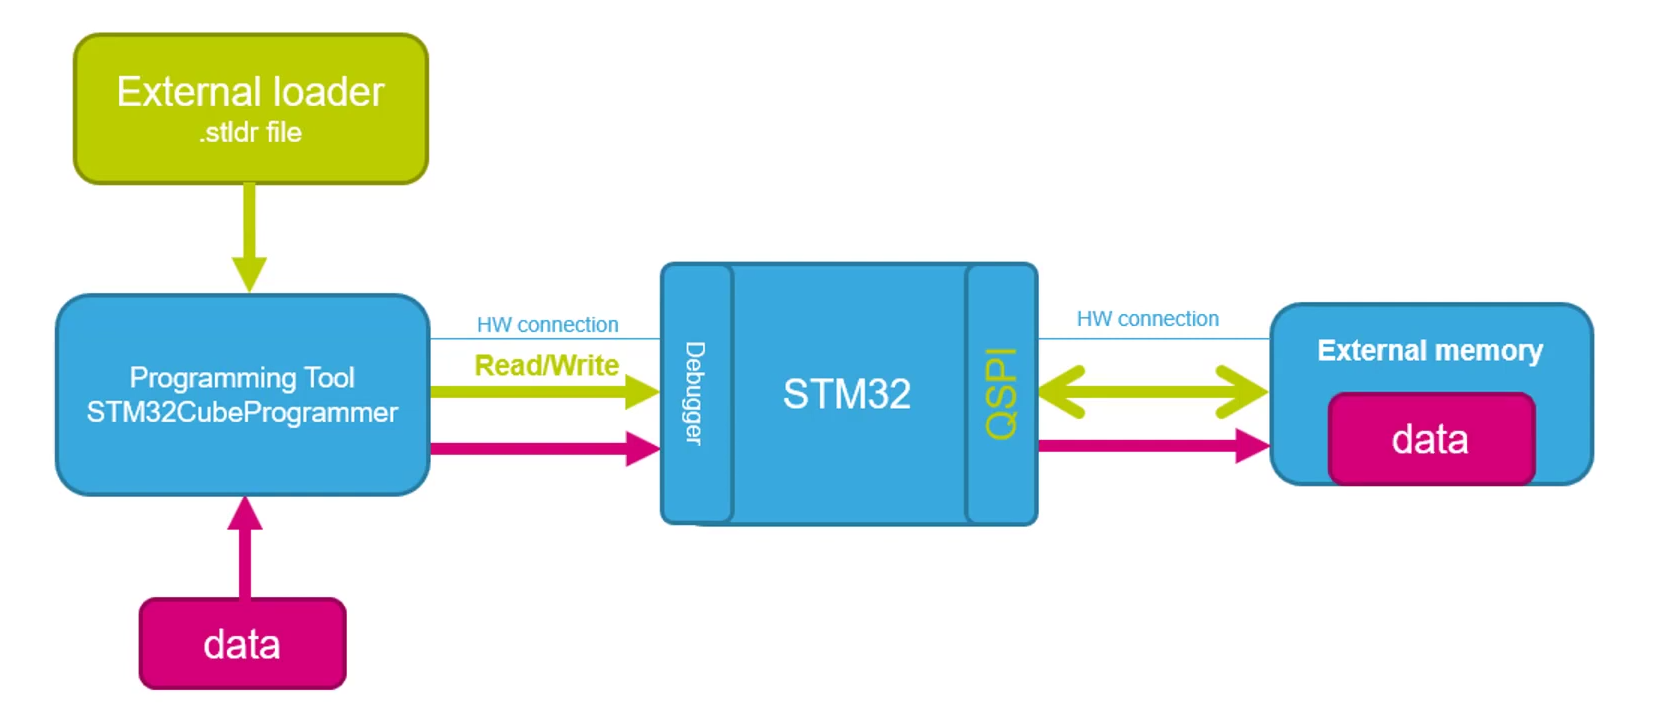 External loader
.stldr file
HW connection
HW connection
Read/Write
External memory
Programming Tool
STM32CubeProgrammer
Debugger
STM32
QSPI
data
data